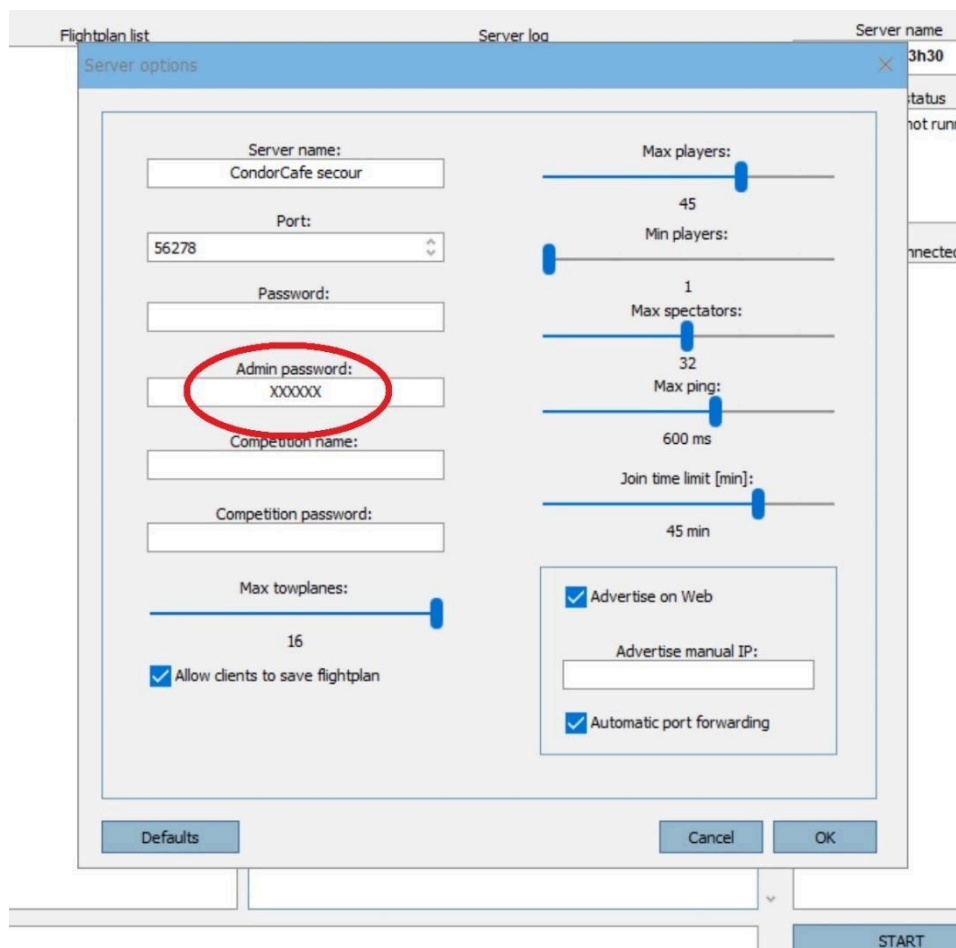 Flightplan list
Server log
Server name
3h30
Server options
status
not runn
nnected
Server name:
CondorCafe secour
Port:
56278
Password:
Admin password:
XXXXXX
Competition name:
Competition password:
Max towplanes:
16
Allow clients to save flightplan
Max players:
45
Min players:
1
Max spectators:
32
Max ping:
600 ms
Join time limit [min]:
45 min
Advertise on Web
Advertise manual IP:
Automatic port forwarding
Defaults
Cancel
OK
START